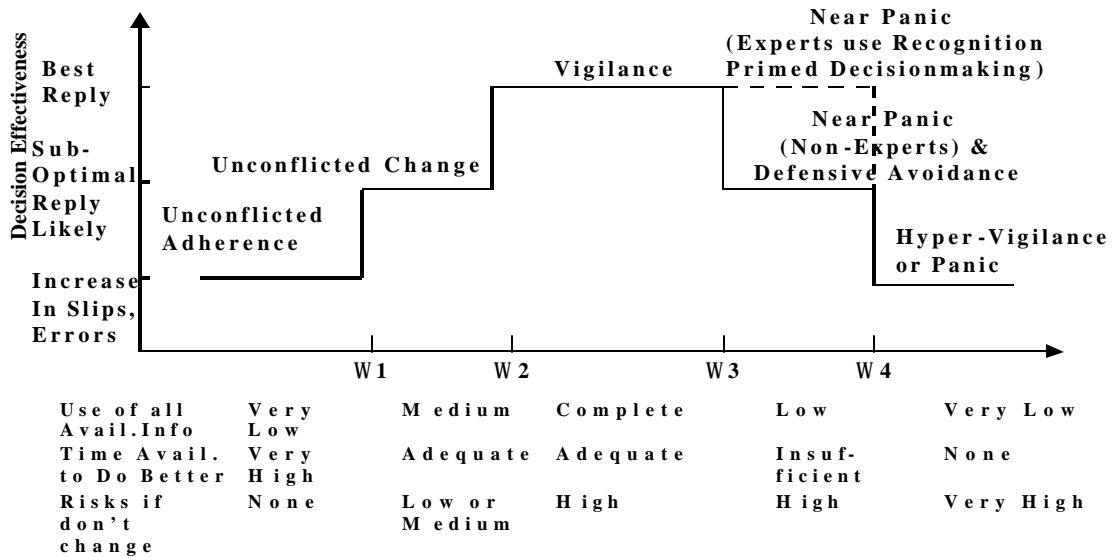 Decision Effectiveness
Best
Reply
Sub-
Optimal
Reply
Likely
Increase
In Slips,
Errors
Unconflicted
Adherence
Unconflicted Change
Vigilance
Near Panic
(Experts use Recognition
Primed Decisionmaking)
Near Panic
(Non-Experts) &
Defensive Avoidance
Hyper-Vigilance
or Panic
W1 W2 W3 W4
Use of all Very Medium Complete Low Very Low
Avail.Info Low
Time Avail. Very Adequate Adequate Insuf- None
to Do Better High ficient
Risks if None Low or High High Very High
don't Medium
change